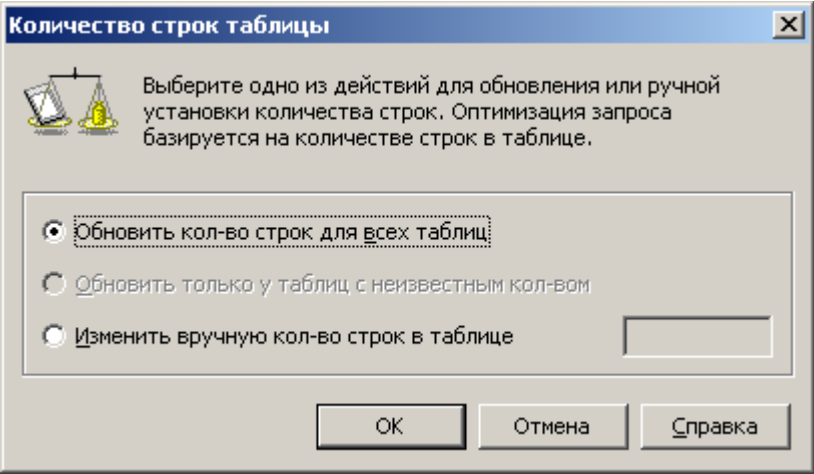 Количество строк таблицы
Выберите одно из действий для обновления или ручной
установки количества строк. Оптимизация запроса
базируется на количестве строк в таблице.
Обновить кол-во строк для всех таблиц
Обновить только у таблиц с неизвестным кол-вом
Изменить вручную кол-во строк в таблице
OK
Отмена
Справка